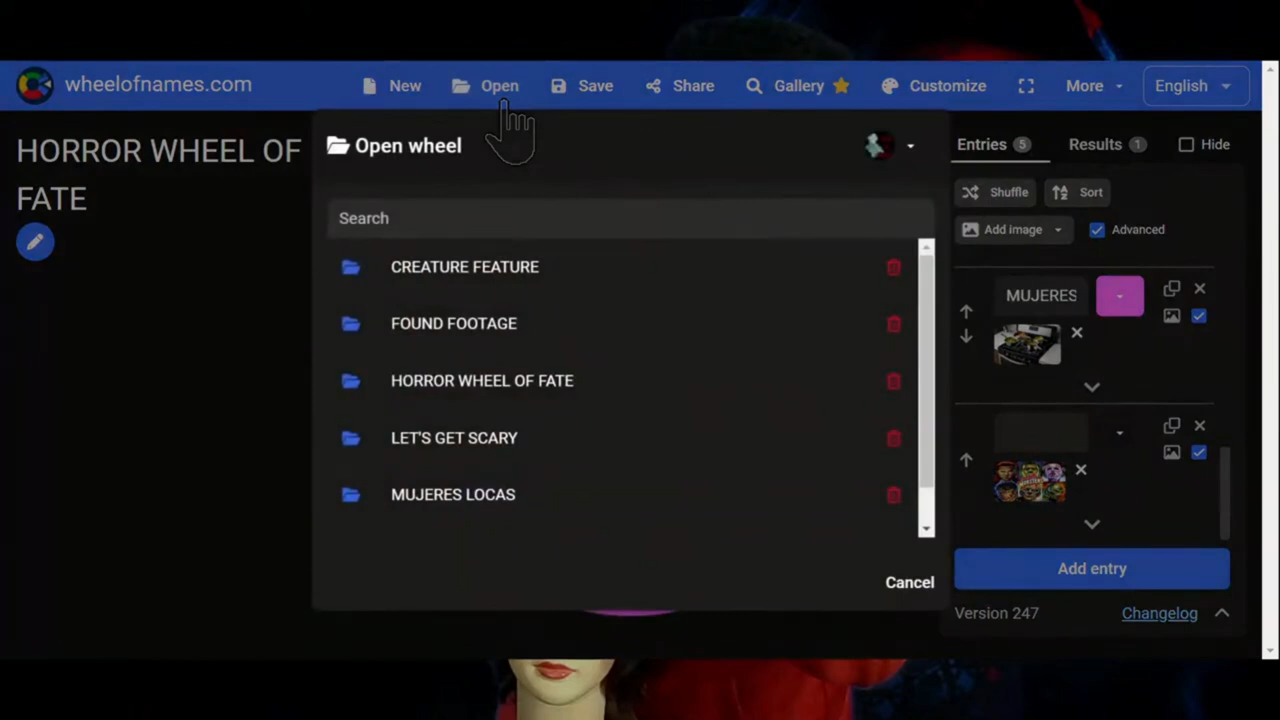 wheelofnames.com
New
Open
Save
Share
Gallery
Customize
More
English
HORROR WHEEL OF
FATE
Open wheel
Search
CREATURE FEATURE
FOUND FOOTAGE
HORROR WHEEL OF FATE
LET'S GET SCARY
MUJERES LOCAS
Cancel
Entries 5
Results 1
Hide
Shuffle
Sort
Add image
Advanced
MUJERES
Add entry
Version 247
Changelog